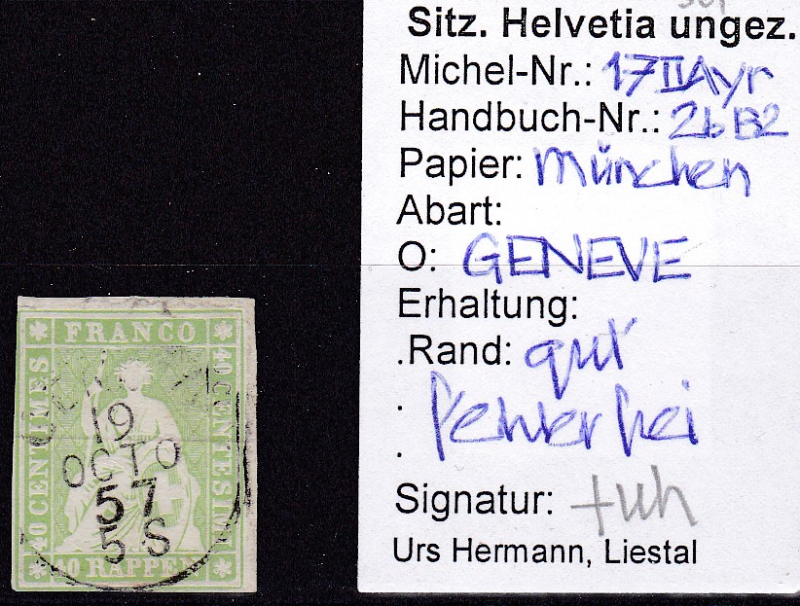 Sitz. Helvetia ungez.
Michel-Nr.: 17IIAyr
Handbuch-Nr.: 26B2
Papier: München
Abart:
O: GENEVE
Erhaltung:
.Rand: gut
. fehlerfrei
.
Signatur:
Urs Hermann, Liestal
FRANCO
40 CENTIMES
40 CENTESIMI
40 RAPPEN
19
OCTO
57
5S